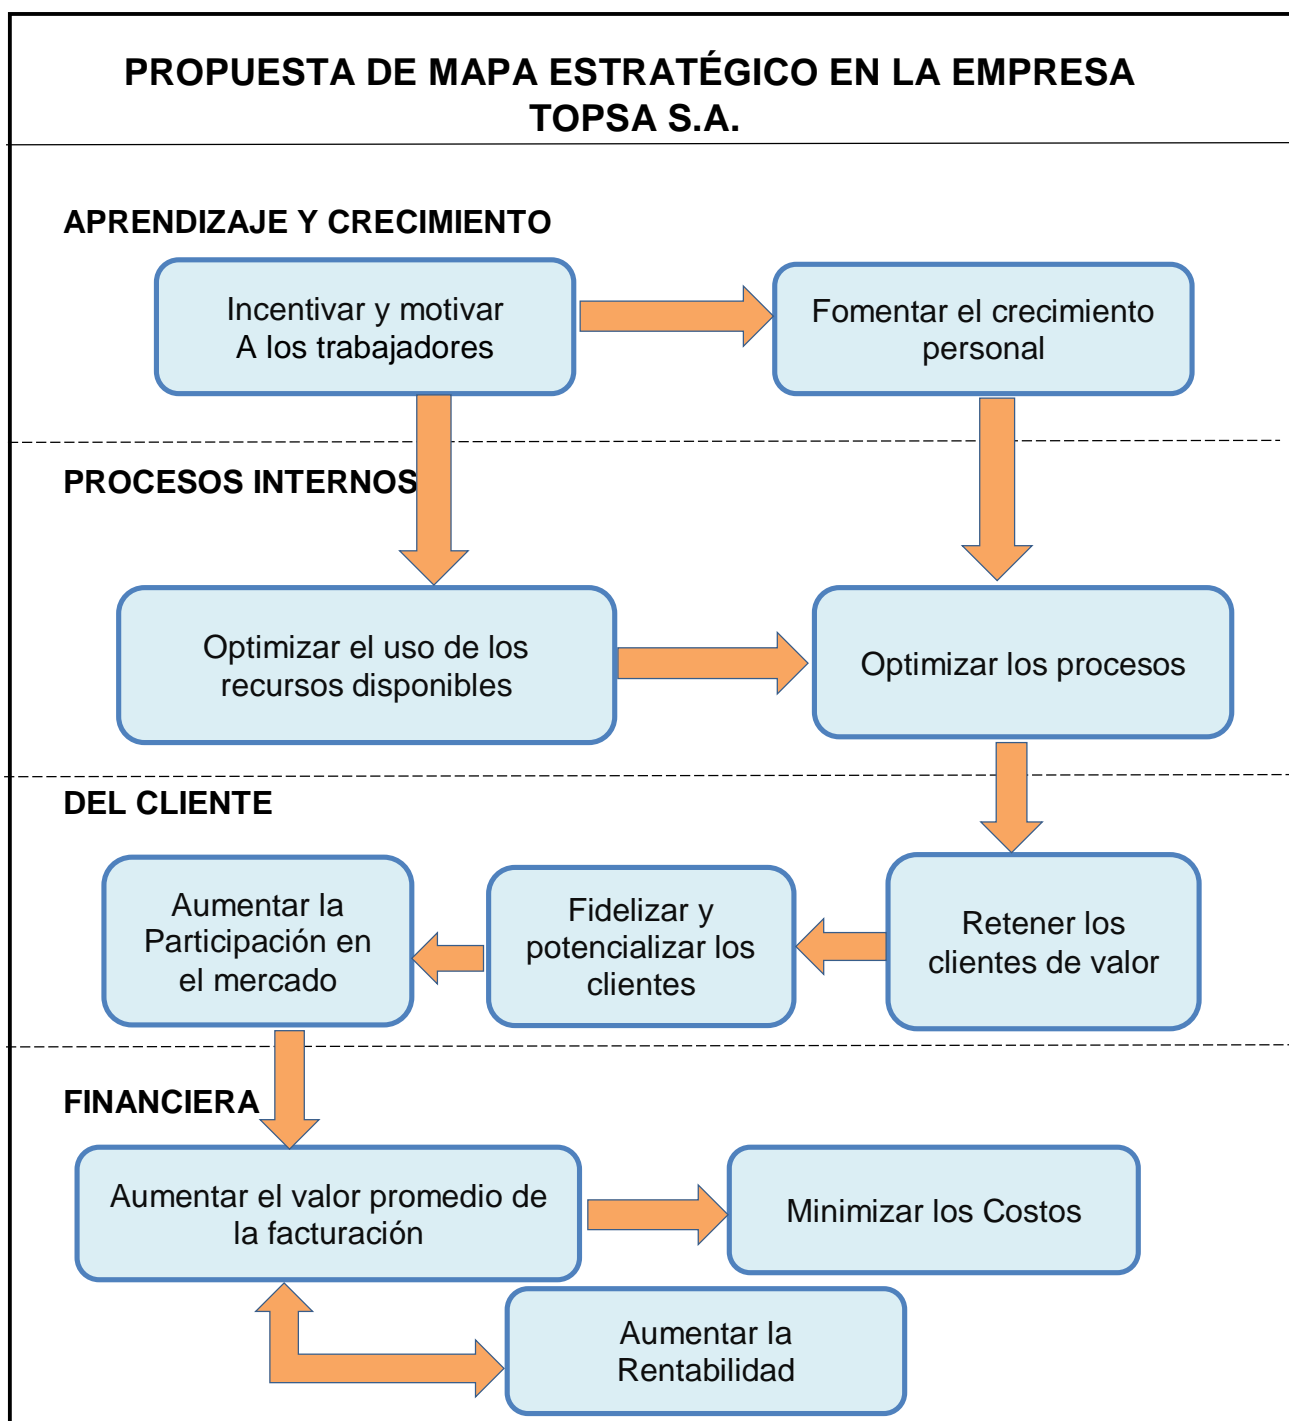 PROPUESTA DE MAPA ESTRATÉGICO EN LA EMPRESA
TOPSA S.A.
APRENDIZAJE Y CRECIMIENTO
Incentivar y motivar
A los trabajadores
Fomentar el crecimiento
personal
PROCESOS INTERNOS
Optimizar el uso de los
recursos disponibles
Optimizar los procesos
DEL CLIENTE
Aumentar la
Participación en
el mercado
Fidelizar y
potencializar los
clientes
Retener los
clientes de valor
FINANCIERA
Aumentar el valor promedio de
la facturación
Minimizar los Costos
Aumentar la
Rentabilidad